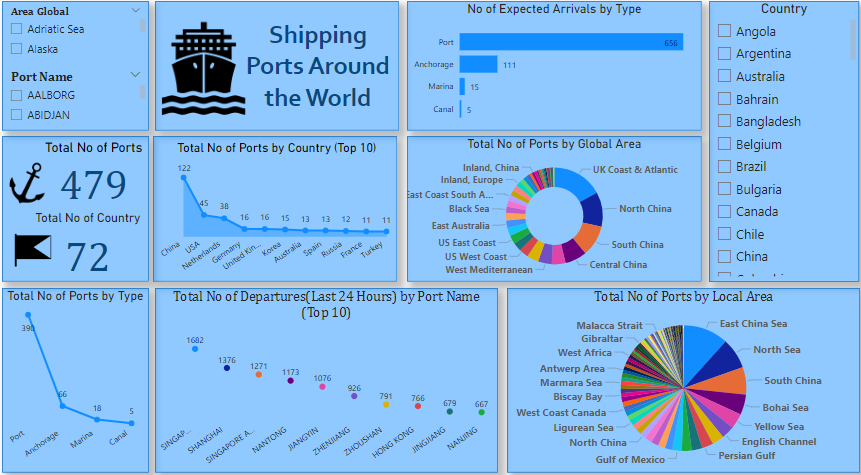 Area Global
Adriatic Sea
Alaska
Port Name
AALBORG
ABIDJAN
Shipping
Ports Around
the World
No of Expected Arrivals by Type
Port
656
Anchorage
111
Marina
15
Canal
5
Country
Angola
Argentina
Australia
Bahrain
Bangladesh
Belgium
Brazil
Bulgaria
Canada
Chile
China
Total No of Ports
479
Total No of Country
72
Total No of Ports by Country (Top 10)
122
45
38
16
16
15
13
13
12
11
11
China
USA
Netherlands
Germany
United Kin...
Korea
Australia
Spain
Russia
France
Turkey
Total No of Ports by Global Area
Inland, China
Inland, Europe
East Coast South A...
Black Sea
East Australia
US East Coast
US West Coast
West Mediterranean
UK Coast & Atlantic
North China
South China
Central China
Total No of Ports by Type
390
66
18
5
Port
Anchorage
Marina
Canal
Total No of Departures(Last 24 Hours) by Port Name
(Top 10)
1682
1376
1271
1173
1076
926
791
766
679
667
SINGAP...
SHANGHAI
SINGAPORE A...
NANTONG
JIANGYIN
ZHENJIANG
ZHOUSHAN
HONG KONG
JINGJIANG
NANJING
Total No of Ports by Local Area
Malacca Strait
Gibraltar
West Africa
Antwerp Area
Marmara Sea
Biscay Bay
West Coast Canada
Ligurean Sea
North China
Gulf of Mexico
East China Sea
North Sea
South China
Bohai Sea
Yellow Sea
English Channel
Persian Gulf